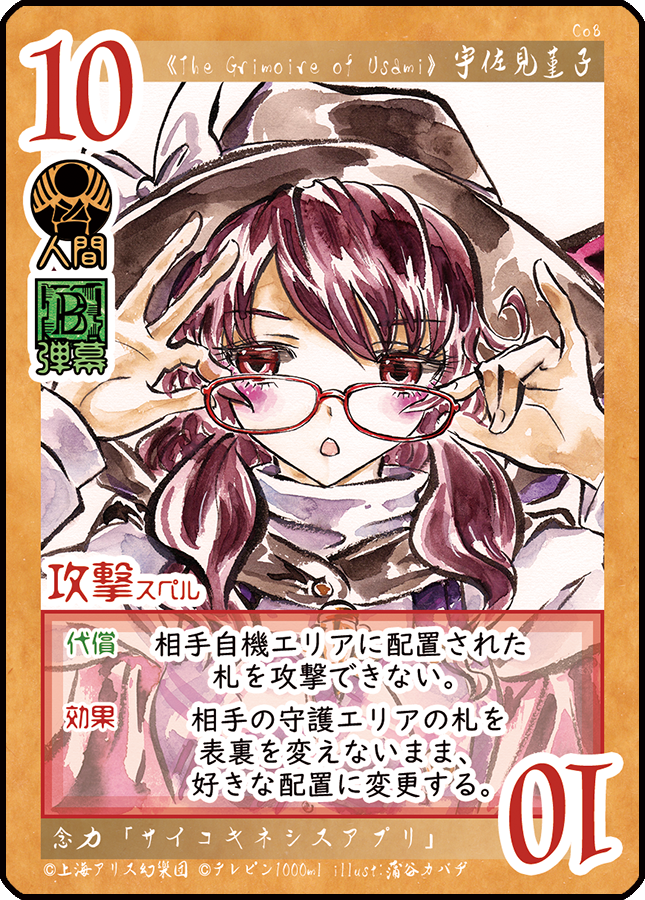 C08
10
《The Grimoire of Usami》 宇佐見菫子
人間
B
弾幕
攻撃スペル
代償 相手自機エリアに配置された
札を攻撃できない。
効果 相手の守護エリアの札を
表裏を変えないまま、
好きな配置に変更する。
10
念力「サイコキネシスアプリ」
©上海アリス幻樂団 ©テレピン1000ml illust:蒲谷カバヂ